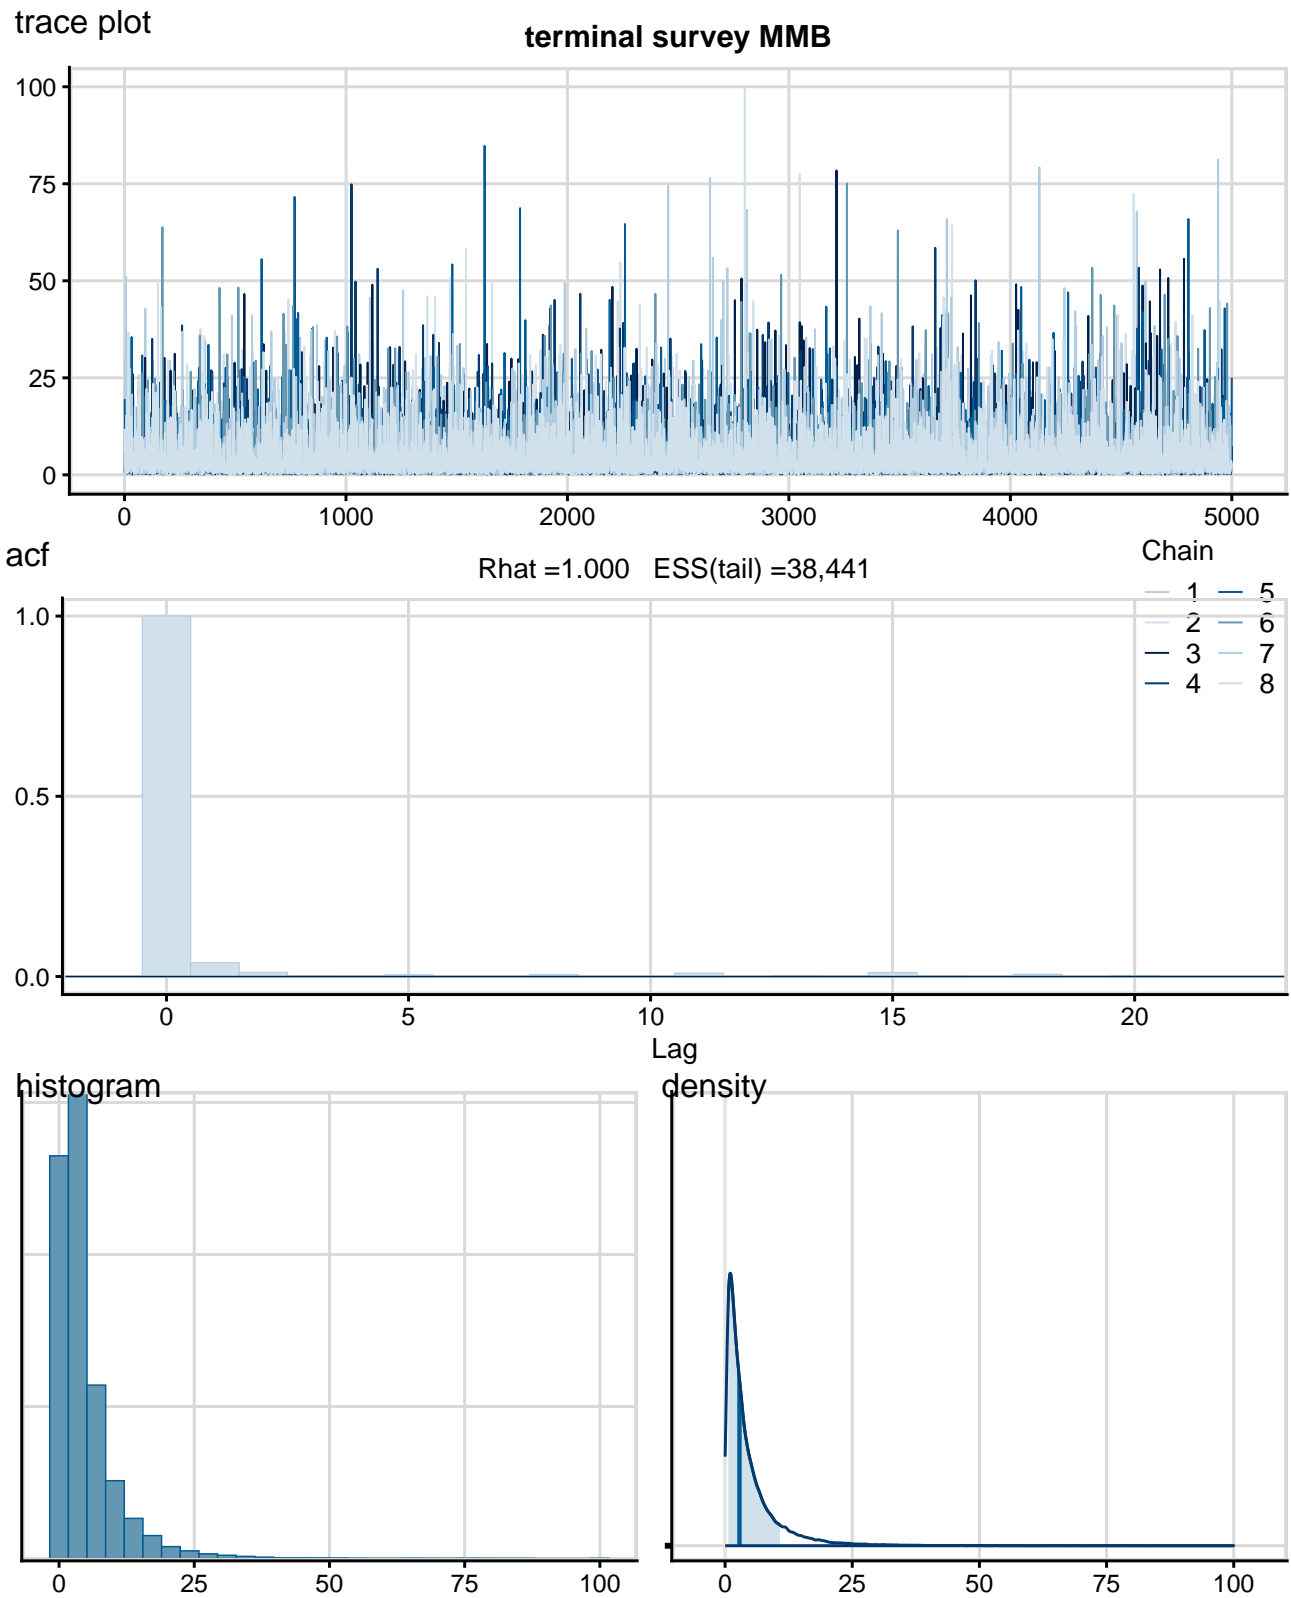 trace plot
terminal survey MMB
100
75
50
25
0
0 1000 2000 3000 4000 5000
acf
Rhat =1.000 ESS(tail) =38,441
Chain
1 5
2 6
3 7
4 8
1.0
0.5
0.0
0 5 10 15 20
Lag
histogram
density
0 25 50 75 100
0 25 50 75 100